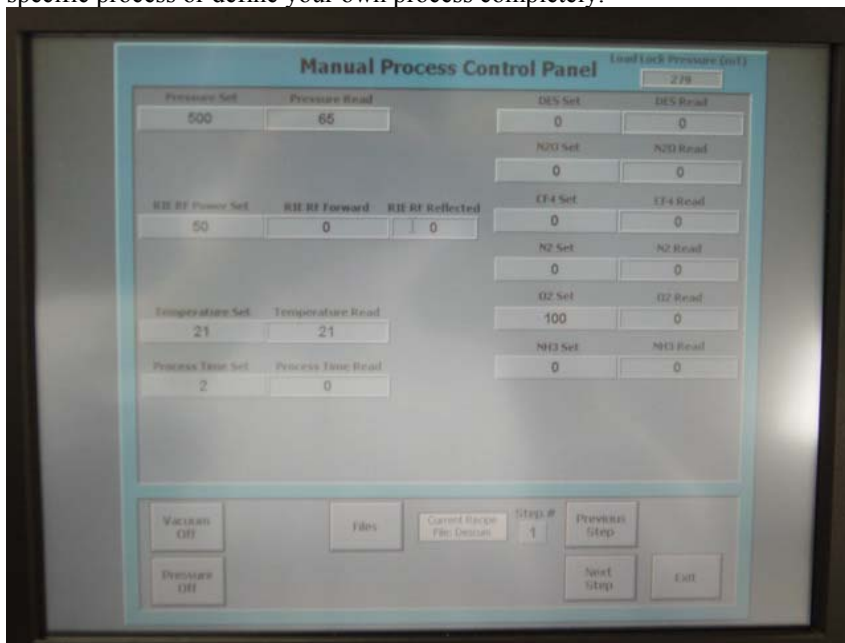 specific process or define your own process completely.
Manual Process Control Panel
Load Lock Pressure (mT)
278
Pressure Set Pressure Read
500 65
DES Set DES Read
0 0
N2O Set N2O Read
0 0
RIE RF Power Set RIE RF Forward RIE RF Reflected
50 0 0
CF4 Set CF4 Read
0 0
N2 Set N2 Read
0 0
Temperature Set Temperature Read
21 21
O2 Set O2 Read
100 0
Process Time Set Process Time Read
2 0
NH3 Set NH3 Read
0 0
Vacuum
Off
Files
Current Recipe
File: Descum
Step #
1
Previous
Step
Pressure
Off
Next
Step
Exit